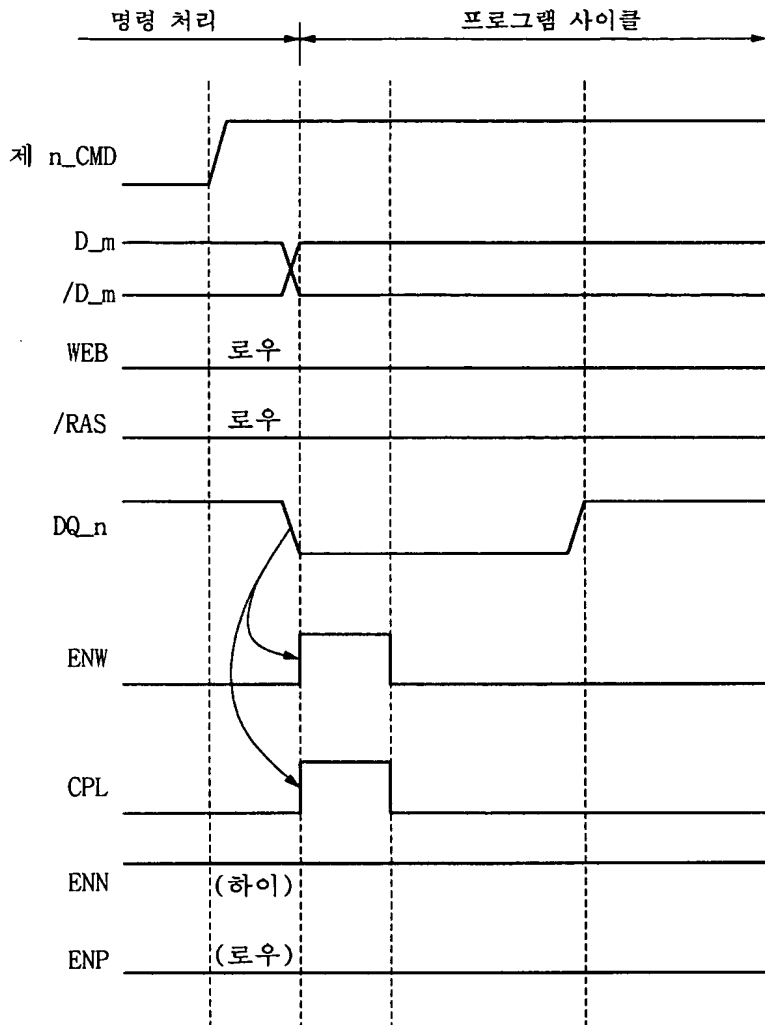 명령 처리
프로그램 사이클
제 n_CMD
D_m
/D_m
WEB
로우
/RAS
로우
DQ_n
ENW
CPL
ENN
(하이)
ENP
(로우)